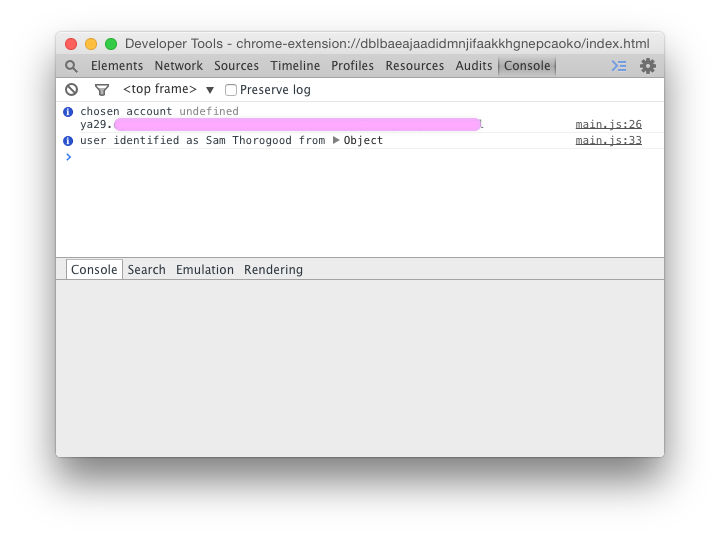 Developer Tools - chrome-extension://dblbaeajaadidmnjifaakkhgnepcaoko/index.html
Elements Network Sources Timeline Profiles Resources Audits Console
<top frame> Preserve log
chosen account undefined
ya29. main.js:26
user identified as Sam Thorogood from Object main.js:33
Console Search Emulation Rendering